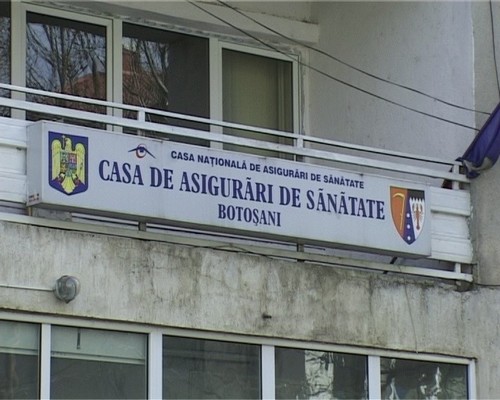 CASA NAȚIONALĂ DE ASIGURĂRI DE SĂNĂTATE
CASA DE ASIGURĂRI DE SĂNĂTATE
BOTOȘANI